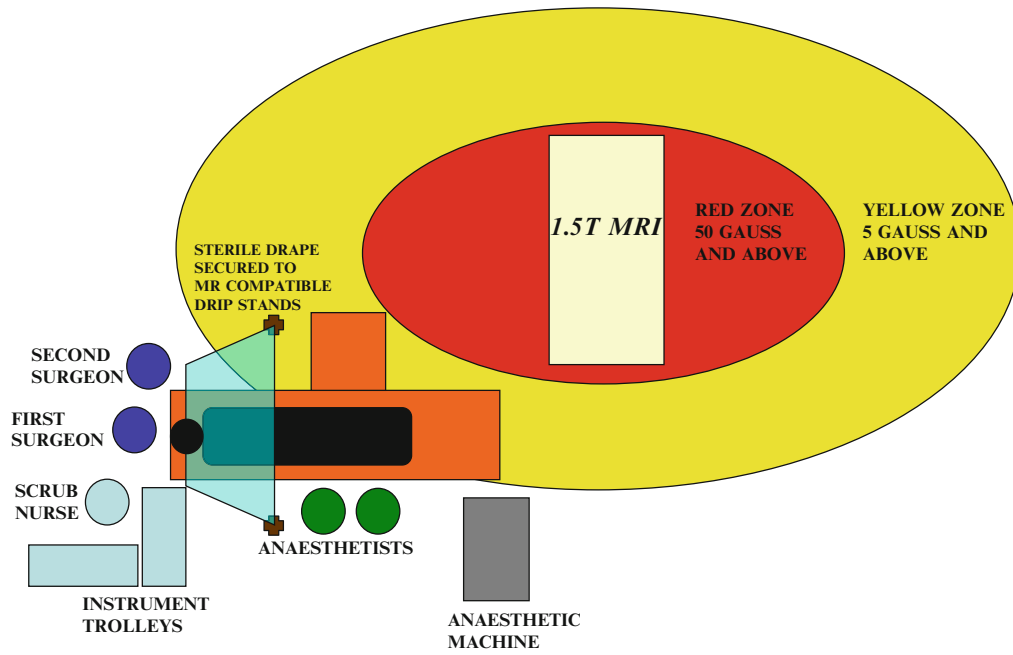 1.5T MRI
RED ZONE
50 GAUSS
AND ABOVE
YELLOW ZONE
5 GAUSS AND
ABOVE
STERILE DRAPE
SECURED TO
MR COMPATIBLE
DRIP STANDS
SECOND
SURGEON
FIRST
SURGEON
SCRUB
NURSE
ANAESTHETISTS
INSTRUMENT
TROLLEYS
ANAESTHETIC
MACHINE